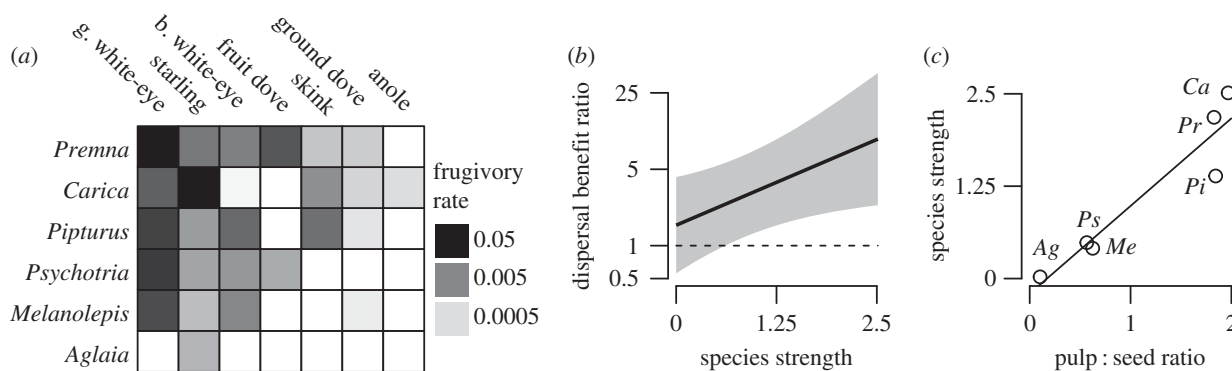 (a)
g. white-eye
starling
b. white-eye
fruit dove
skink
ground dove
anole
Premna
Carica
Pipturus
Psychotria
Melanolepis
Aglaia
frugivory
rate
0.05
0.005
0.0005
(b)
dispersal benefit ratio
25
5
1
0.5
0 1.25 2.5
species strength
(c)
species strength
2.5
1.25
0
Ca
Pr
Pi
Ps
Ag
Me
0 1 2
pulp : seed ratio